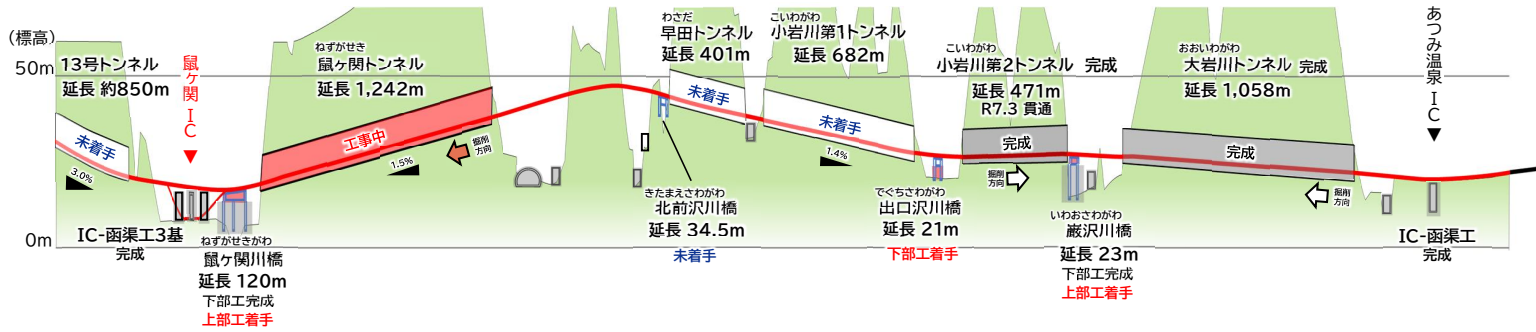 (標高)
50m
0m
13号トンネル
延長 約850m
未着手
3.0%
鼠ヶ関IC
▼
IC-函渠工3基
完成
ねずがせきがわ
鼠ヶ関川橋
延長 120m
下部工完成
上部工着手
ねずがせき
鼠ヶ関トンネル
延長 1,242m
工事中
1.5%
掘削
方向
わさだ
早田トンネル
延長 401m
未着手
きたまえさわがわ
北前沢川橋
延長 34.5m
未着手
こいわがわ
小岩川第1トンネル
延長 682m
未着手
1.4%
でぐちさわがわ
出口沢川橋
延長 21m
下部工着手
こいわがわ
小岩川第2トンネル 完成
延長 471m
R7.3 貫通
完成
掘削
方向
いわおさわがわ
巌沢川橋
延長 23m
下部工完成
上部工着手
おおいわがわ
大岩川トンネル 完成
延長 1,058m
完成
掘削
方向
あつみ温泉IC
▼
IC-函渠工
完成